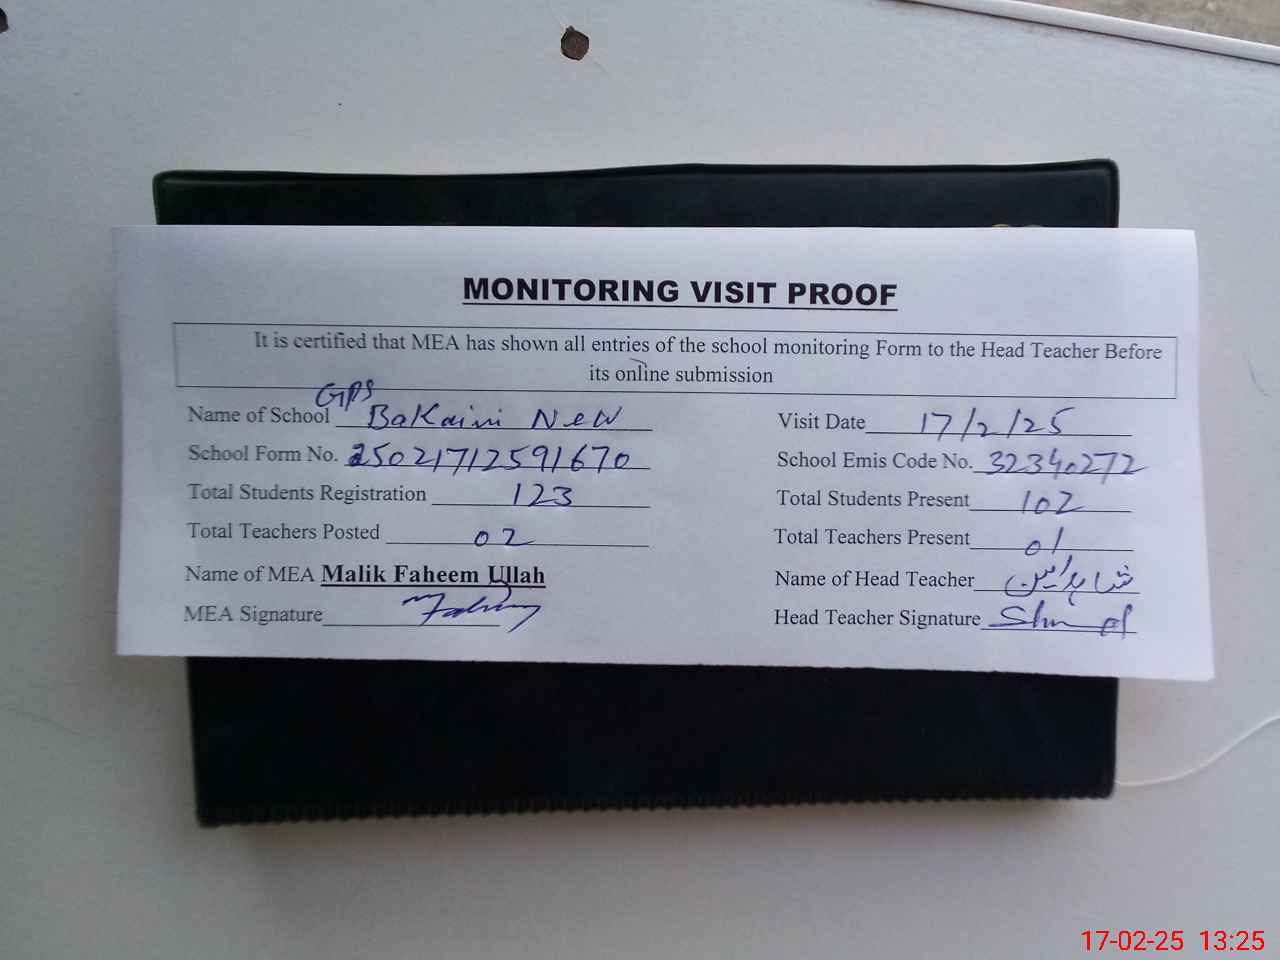 MONITORING VISIT PROOF
It is certified that MEA has shown all entries of the school monitoring Form to the Head Teacher Before
its online submission
Name of School GPS Bakaini New
Visit Date 17/2/25
School Form No. 25021712591670
School Emis Code No. 32340272
Total Students Registration 123
Total Students Present 102
Total Teachers Posted 02
Total Teachers Present 01
Name of MEA Malik Faheem Ullah
Name of Head Teacher
MEA Signature
Head Teacher Signature
17-02-25 13:25